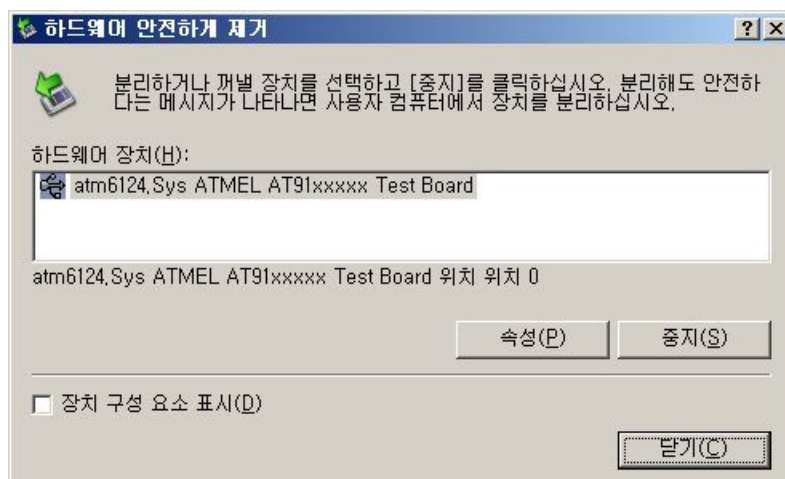 하드웨어 안전하게 제거
분리하거나 꺼낼 장치를 선택하고 [중지]를 클릭하십시오. 분리해도 안전하
다는 메시지가 나타나면 사용자 컴퓨터에서 장치를 분리하십시오.
하드웨어 장치(H):
atm6124.Sys ATMEL AT91xxxxx Test Board
atm6124.Sys ATMEL AT91xxxxx Test Board 위치 위치 0
속성(P) 중지(S)
장치 구성 요소 표시(D)
닫기(C)